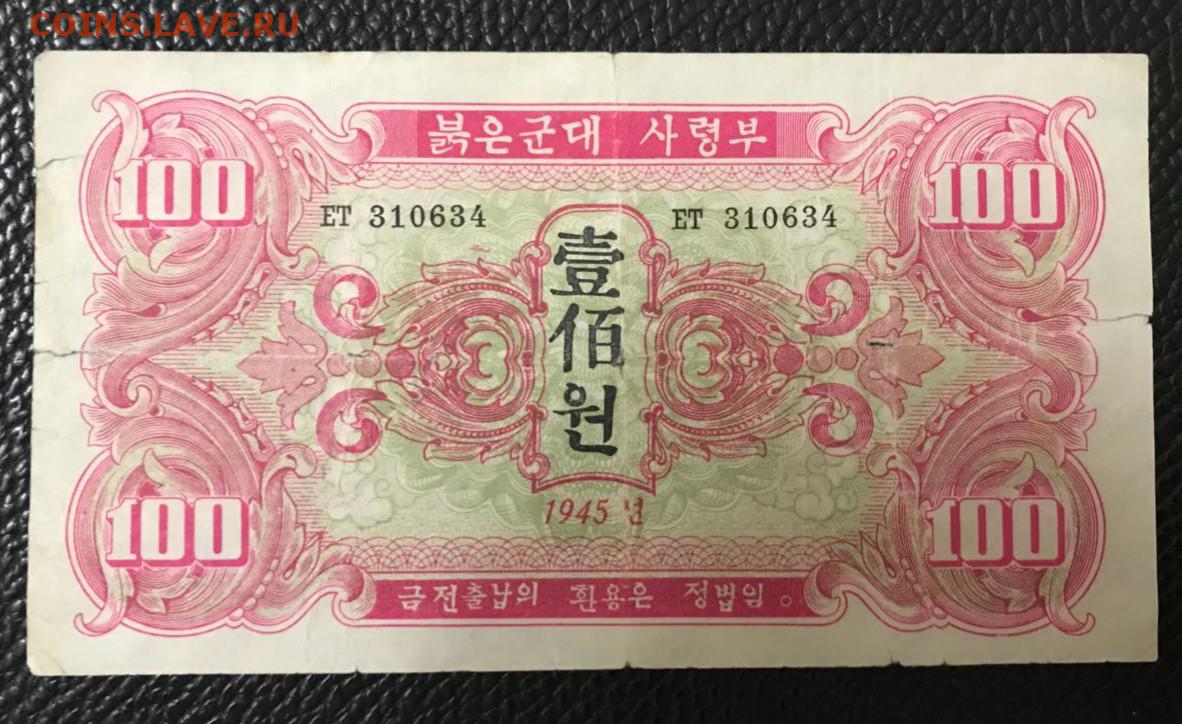 COINS.LAVE.RU
붉은군대 사령부
100 100
ET 310634 ET 310634
壹佰원
1945 년
100 100
금전출납의 환용은 정법임。